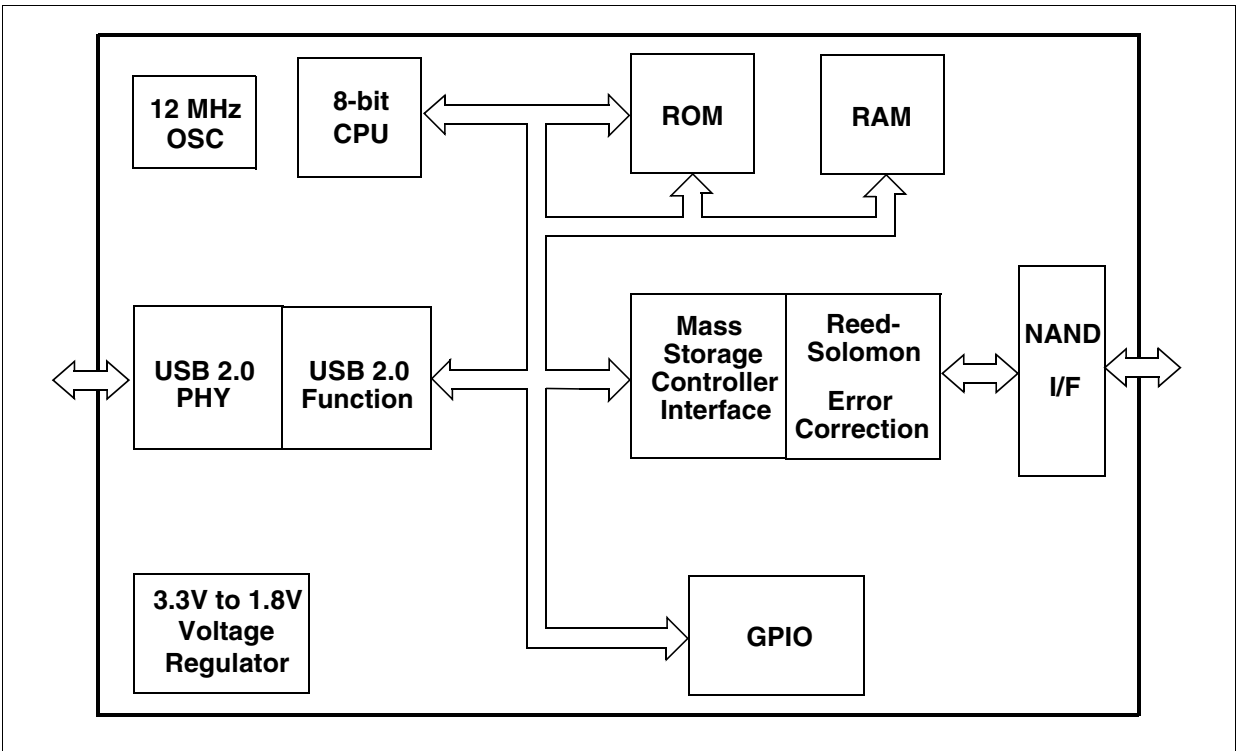 12 MHz
OSC
8-bit
CPU
ROM
RAM
USB 2.0
PHY
USB 2.0
Function
Mass
Storage
Controller
Interface
Reed-
Solomon
Error
Correction
NAND
I/F
3.3V to 1.8V
Voltage
Regulator
GPIO